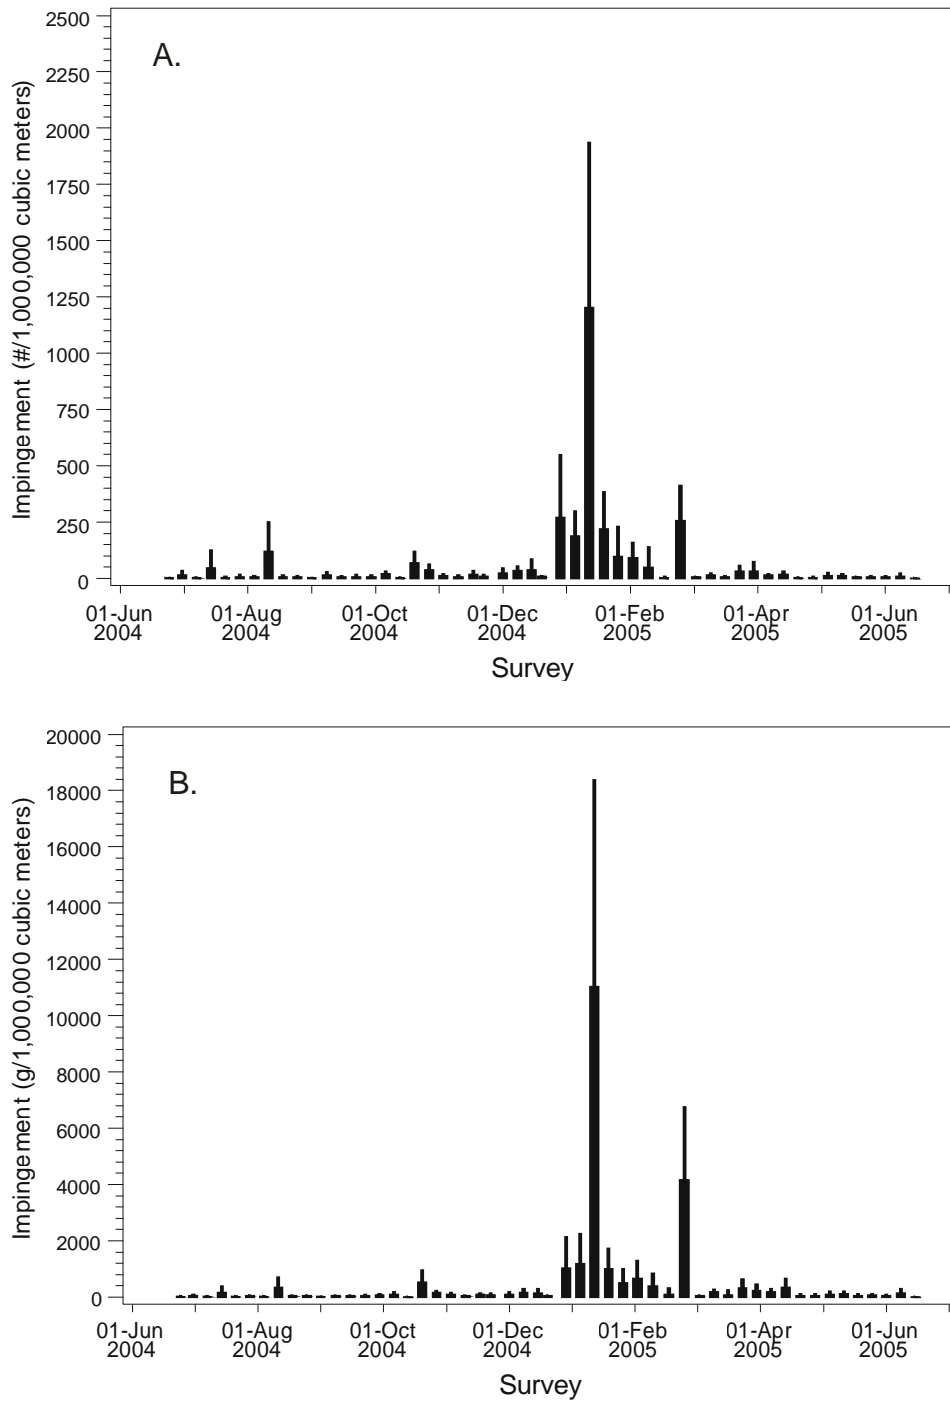 A.
Impingement (#/1,000,000 cubic meters)
2500
2250
2000
1750
1500
1250
1000
750
500
250
0
01-Jun 01-Aug 01-Oct 01-Dec 01-Feb 01-Apr 01-Jun
2004 2004 2004 2004 2005 2005 2005
Survey
B.
Impingement (g/1,000,000 cubic meters)
20000
18000
16000
14000
12000
10000
8000
6000
4000
2000
0
01-Jun 01-Aug 01-Oct 01-Dec 01-Feb 01-Apr 01-Jun
2004 2004 2004 2004 2005 2005 2005
Survey